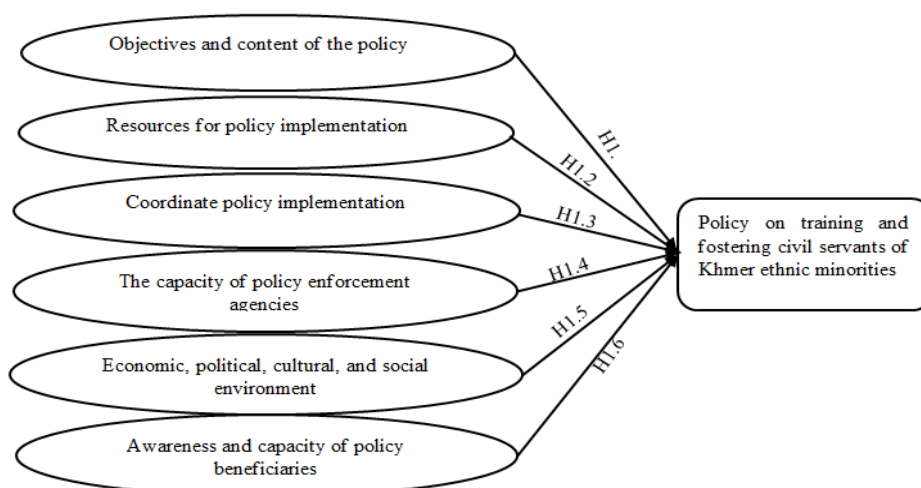 Objectives and content of the policy
H1.
Resources for policy implementation
H1.2
Coordinate policy implementation
H1.3
The capacity of policy enforcement
agencies
H1.4
Economic, political, cultural, and social
environment
H1.5
Awareness and capacity of policy
beneficiaries
H1.6
Policy on training and
fostering civil servants of
Khmer ethnic minorities